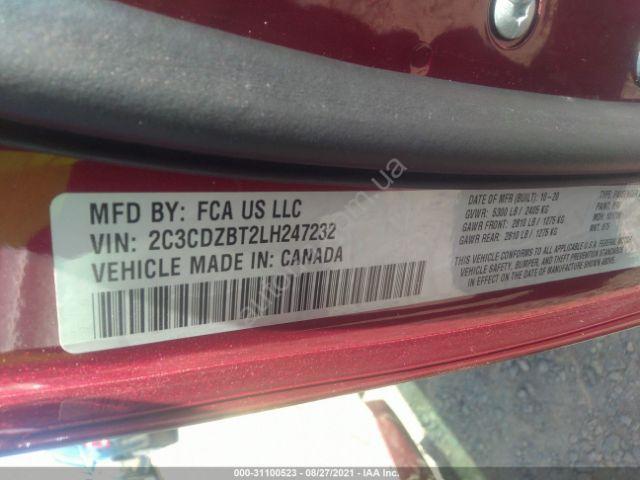 MFD BY: FCA US LLC
VIN: 2C3CDZBT2LH247232
VEHICLE MADE IN: CANADA
DATE OF MFR (BUILT): 10-20
GVWR: 5300 LB / 2405 KG
GAWR FRONT: 2810 LB / 1275 KG
GAWR REAR: 2810 LB / 1275 KG
THIS VEHICLE CONFORMS TO ALL APPLICABLE U.S.A. FEDERAL MOTOR
VEHICLE SAFETY, BUMPER, AND THEFT
IN EFFECT ON THE DATE OF MANUFACTURE SHOWN ABOVE.
TYPE: PASSENGER
000-31100523 - 08/27/2021 - IAA Inc.